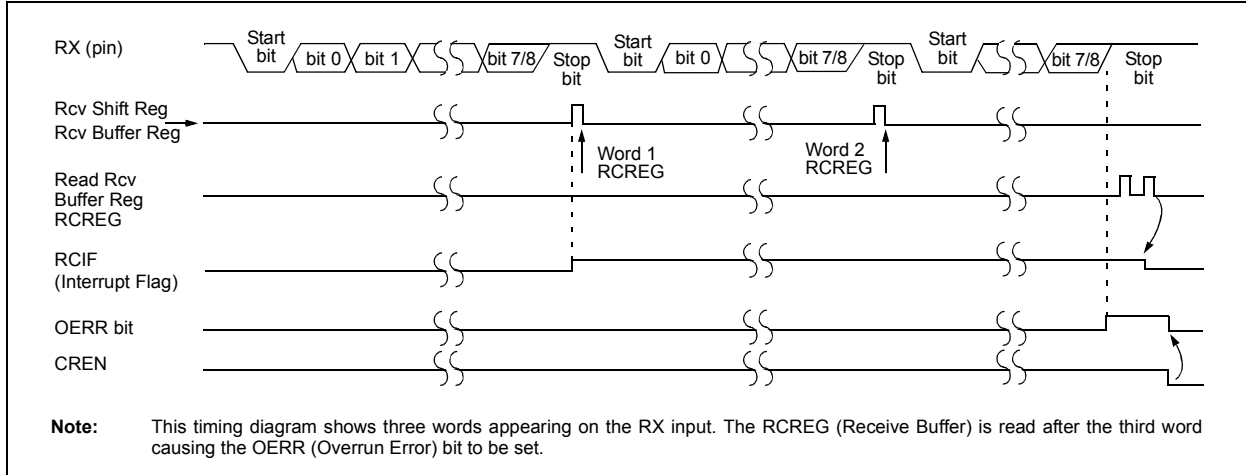 RX (pin)
Start bit
bit 0
bit 1
bit 7/8
Stop bit
Start bit
bit 0
bit 7/8
Stop bit
Start bit
bit 7/8
Stop bit
Rcv Shift Reg
Rcv Buffer Reg
Word 1
RCREG
Word 2
RCREG
Read Rcv
Buffer Reg
RCREG
RCIF
(Interrupt Flag)
OERR bit
CREN
Note: This timing diagram shows three words appearing on the RX input. The RCREG (Receive Buffer) is read after the third word
causing the OERR (Overrun Error) bit to be set.